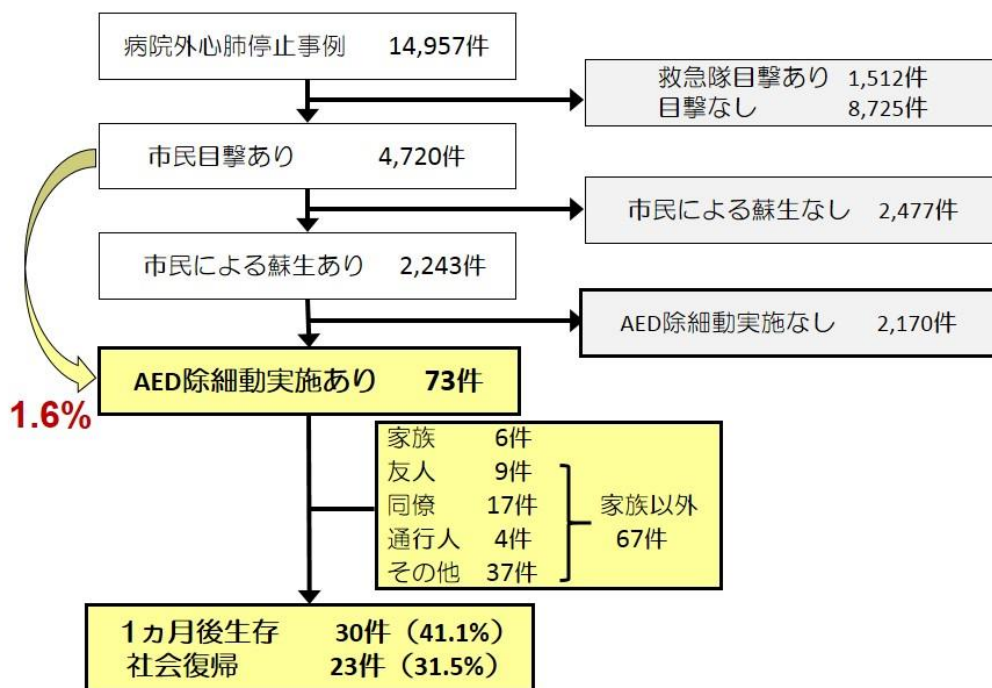 病院外心肺停止事例 14,957件
救急隊目撃あり 1,512件
目撃なし 8,725件
市民目撃あり 4,720件
市民による蘇生なし 2,477件
市民による蘇生あり 2,243件
AED除細動実施なし 2,170件
AED除細動実施あり 73件
1.6%
家族 6件
友人 9件
同僚 17件
通行人 4件
その他 37件
家族以外
67件
1ヵ月後生存 30件（41.1%）
社会復帰 23件（31.5%）